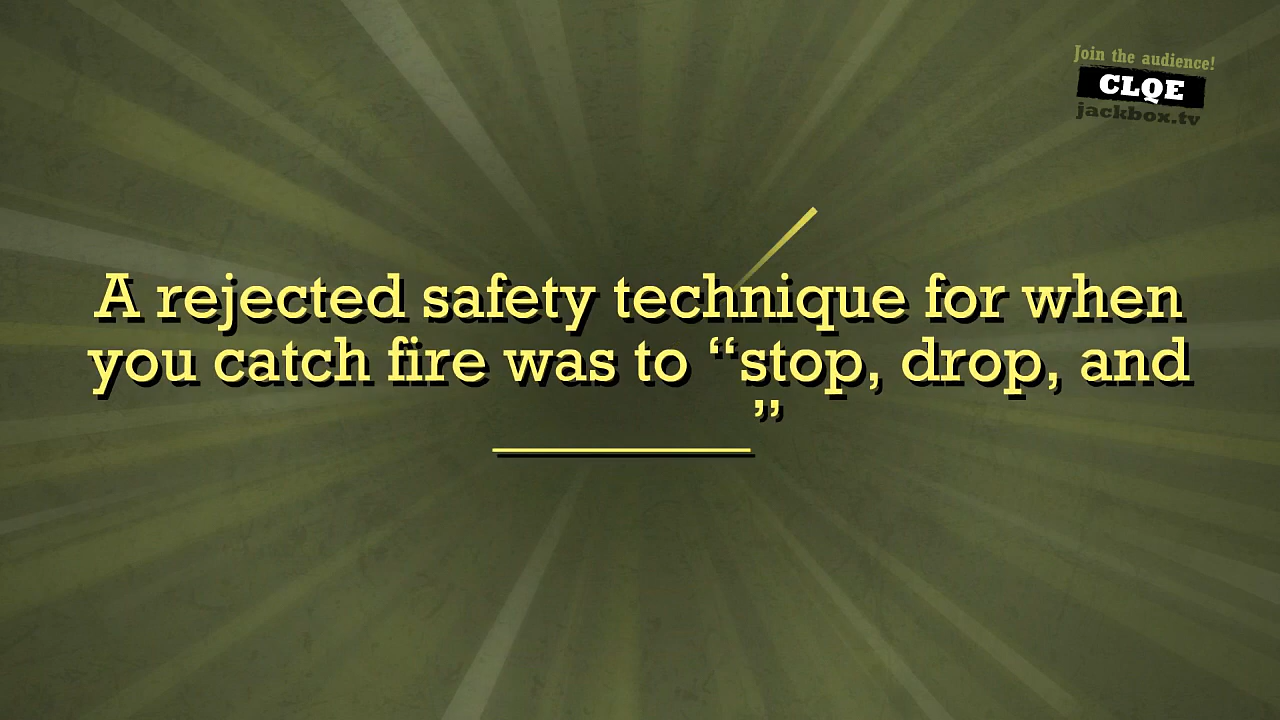 Join the audience!
CLQE
jackbox.tv
A rejected safety technique for when
you catch fire was to “stop, drop, and
__________”